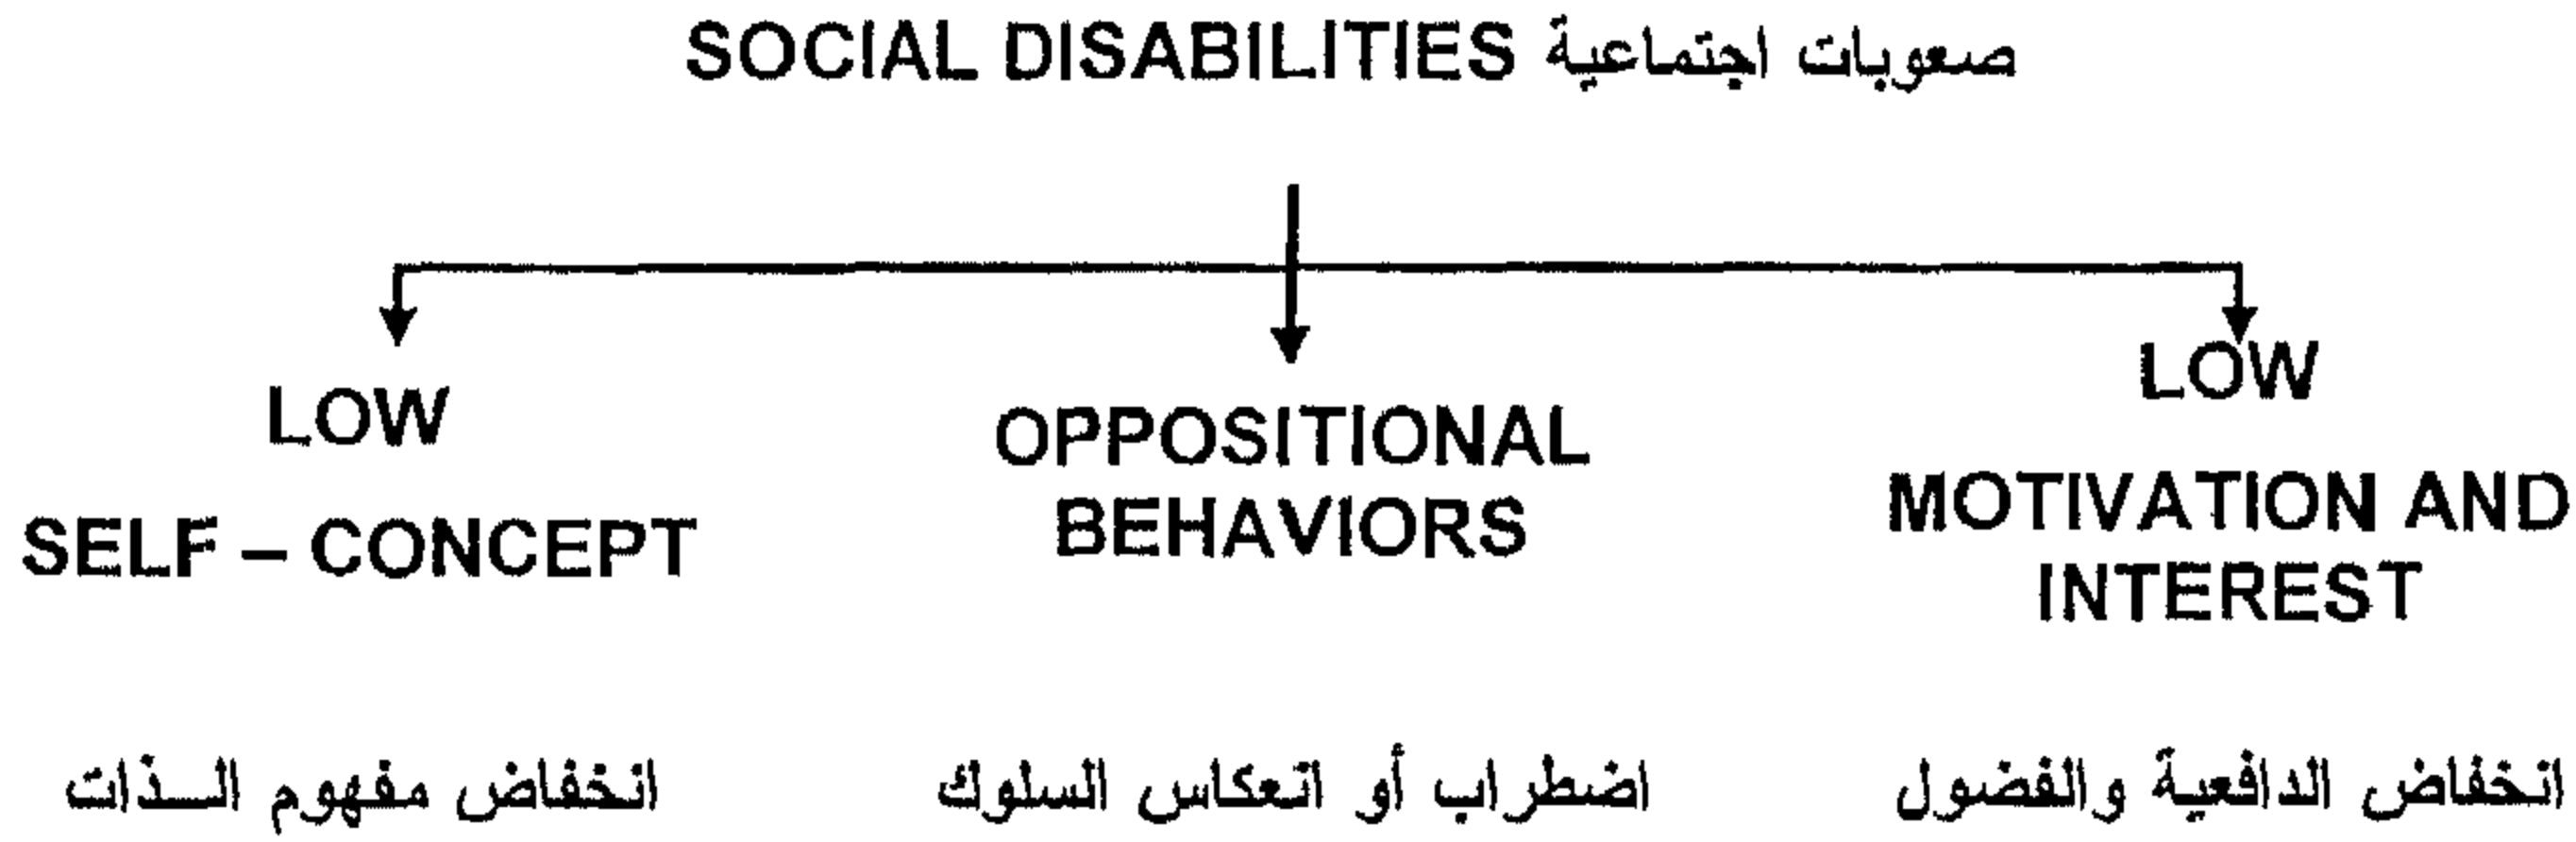 SOCIAL DISABILITIES صعوبات اجتماعية
LOW
SELF – CONCEPT
OPPOSITIONAL
BEHAVIORS
LOW
MOTIVATION AND
INTEREST
انخفاض مفهوم الـــذات
اضطراب أو انعكاس السلوك
انخفاض الدافعية والفضول